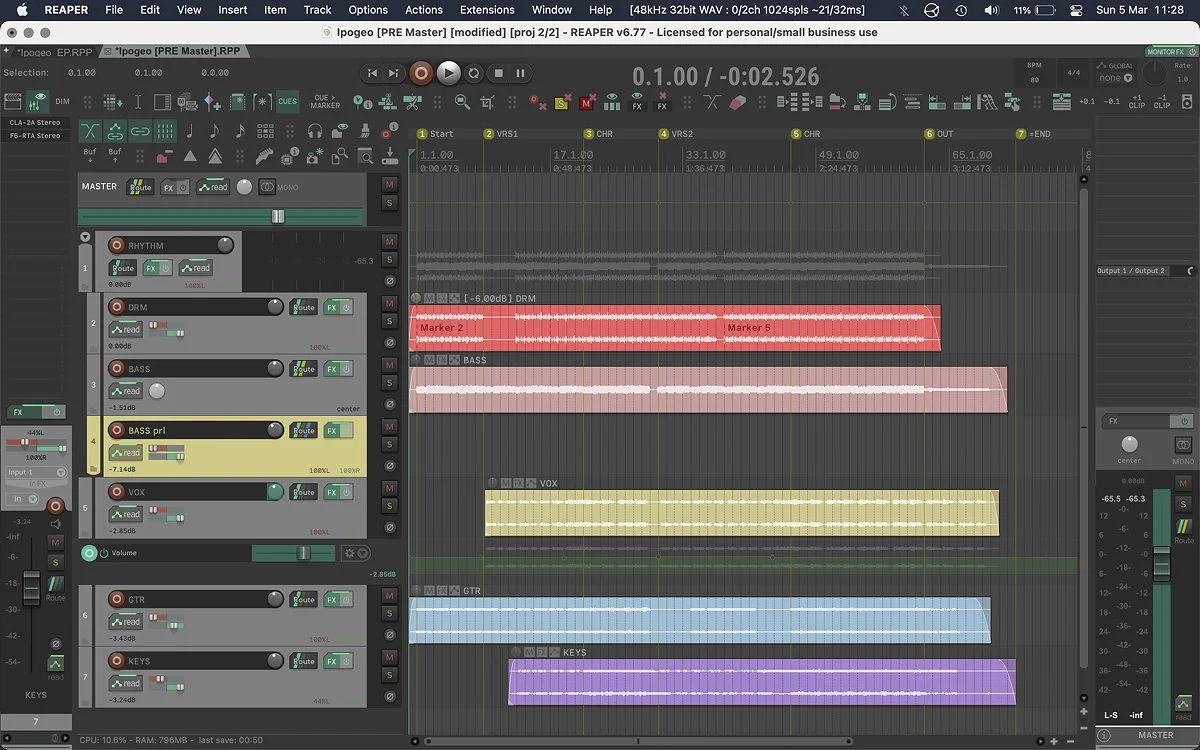 REAPER File Edit View Insert Item Track Options Actions Extensions Window Help [48kHz 32bit WAV : 0/2ch 1024spls ~21/32ms] 11% Sun 5 Mar 11:28
Ipogeo [PRE Master] [modified] [proj 2/2] - REAPER v6.77 - Licensed for personal/small business use
*Ipogeo EP.RPP *Ipogeo [PRE Master].RPP MONITOR FX
Selection: 0.1.00 0.1.00 0.0.00
0.1.00 / -0:02.526
BPM 80 4/4 GLOBAL none Rate: 1.0
DIM CUES CUE + MARKER S M FX FX +0.1 -0.1 +1 CLIP -1 CLIP
CLA-2A Stereo
F6-RTA Stereo
Buf Buf
1 Start 2 VRS1 3 CHR 4 VRS2 5 CHR 6 OUT 7 =END
1.1.00 17.1.00 33.1.00 49.1.00 65.1.00
0:00.473 0:48.473 1:36.473 2:24.473 3:12.473
MASTER Route FX read MONO M S
1 RHYTHM M S
Route FX read -65.3
0.00dB 100%L
2 DRM Route FX M S
read
0.00dB 100%L
[-6.00dB] DRM
Marker 2 Marker 5
3 BASS Route FX M S
read
-1.51dB center
BASS
4 BASS prl Route FX M S
read
-7.14dB 100%L 100%R
5 VOX Route FX M S
read
-2.85dB 100%L
VOX
Volume
-2.85dB
6 GTR Route FX M S
read
-3.43dB 100%L
GTR
7 KEYS Route FX M S
read
-3.24dB 44%L
KEYS
FX
44%L
100%R
Input 1
in FX
In
-3.24
-inf
-6-
-18-
-30-
-42-
-54-
M
S
Route
read
KEYS
7
Output 1 / Output 2
FX
center MONO
0.00dB
-65.5 -65.3
M
S
Route
L-S -inf
read
MASTER
CPU: 10.6% - RAM: 796MB - last save: 00:50